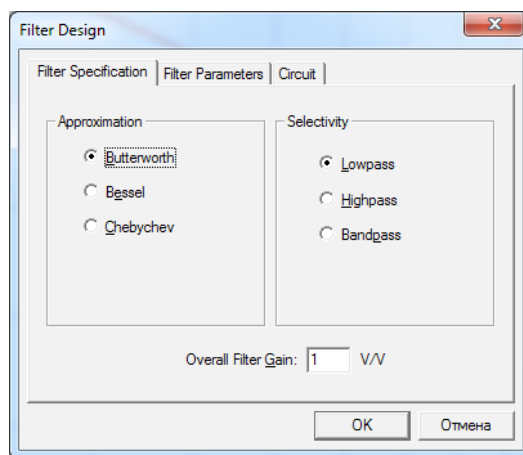 Filter Design
Filter Specification Filter Parameters Circuit
Approximation
Butterworth
Bessel
Chebychev
Selectivity
Lowpass
Highpass
Bandpass
Overall Filter Gain: 1 V/V
OK Отмена